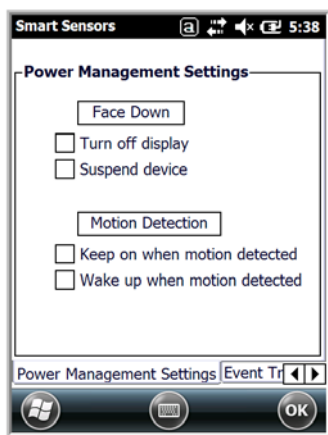 Smart Sensors a 5:38
Power Management Settings
Face Down
Turn off display
Suspend device
Motion Detection
Keep on when motion detected
Wake up when motion detected
Power Management Settings Event Tr
OK